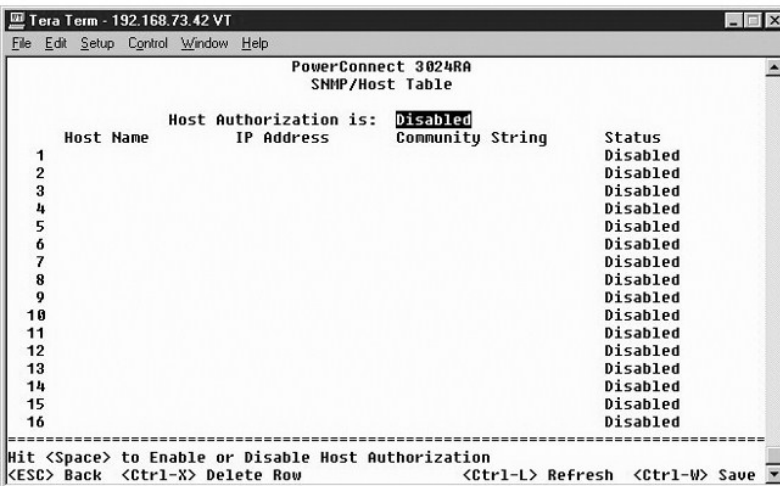 Tera Term - 192.168.73.42 VT
File Edit Setup Control Window Help
PowerConnect 3024RA
SNMP/Host Table
Host Authorization is: Disabled
Host Name IP Address Community String Status
1 Disabled
2 Disabled
3 Disabled
4 Disabled
5 Disabled
6 Disabled
7 Disabled
8 Disabled
9 Disabled
10 Disabled
11 Disabled
12 Disabled
13 Disabled
14 Disabled
15 Disabled
16 Disabled
Hit <Space> to Enable or Disable Host Authorization
<ESC> Back <Ctrl-X> Delete Row <Ctrl-L> Refresh <Ctrl-W> Save